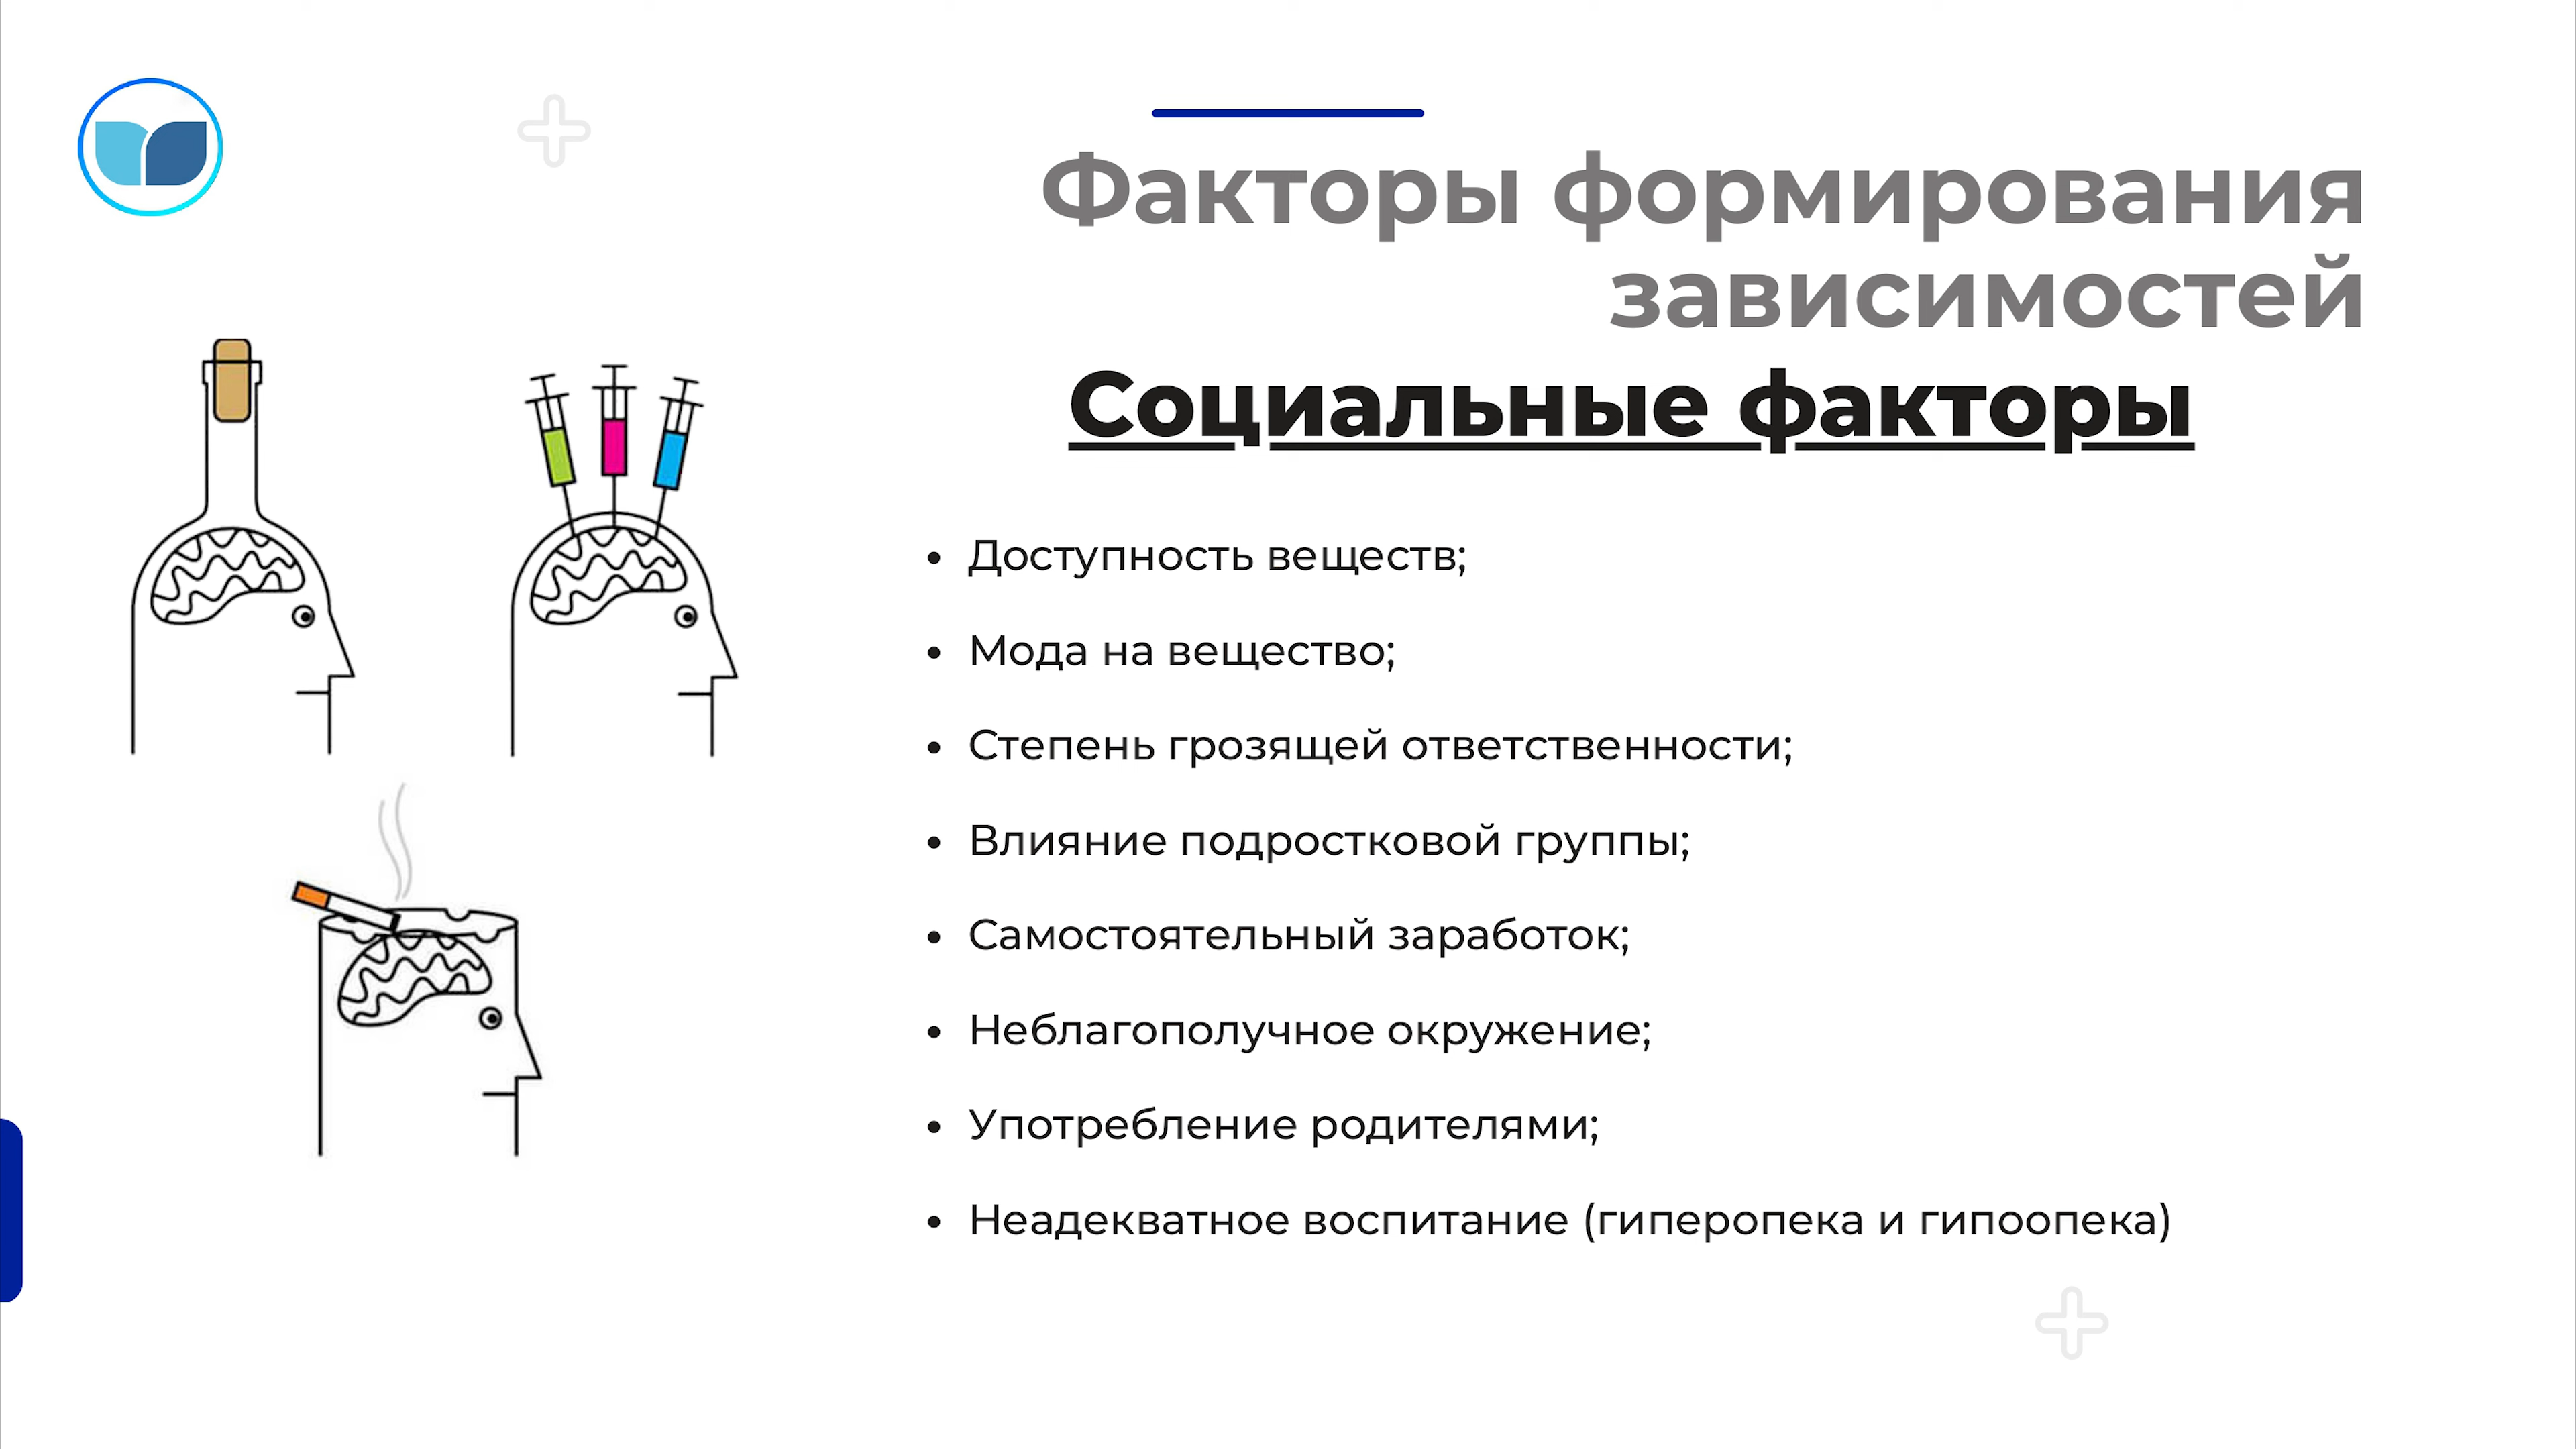 Факторы формирования
зависимостей
Социальные факторы
• Доступность веществ;
• Мода на вещество;
• Степень грозящей ответственности;
• Влияние подростковой группы;
• Самостоятельный заработок;
• Неблагополучное окружение;
• Употребление родителями;
• Неадекватное воспитание (гиперопека и гипоопека)